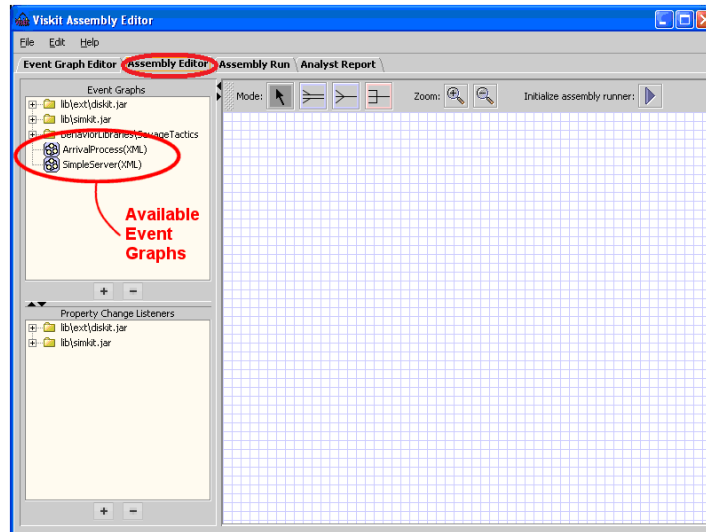 Viskit Assembly Editor
File Edit Help
Event Graph Editor Assembly Editor Assembly Run Analyst Report
Event Graphs
lib\ext\diskit.jar
lib\simkit.jar
BehaviorLibraries\SavageTactics
ArrivalProcess(XML)
SimpleServer(XML)
Available
Event
Graphs
Property Change Listeners
lib\ext\diskit.jar
lib\simkit.jar
Mode: Zoom: Initialize assembly runner: